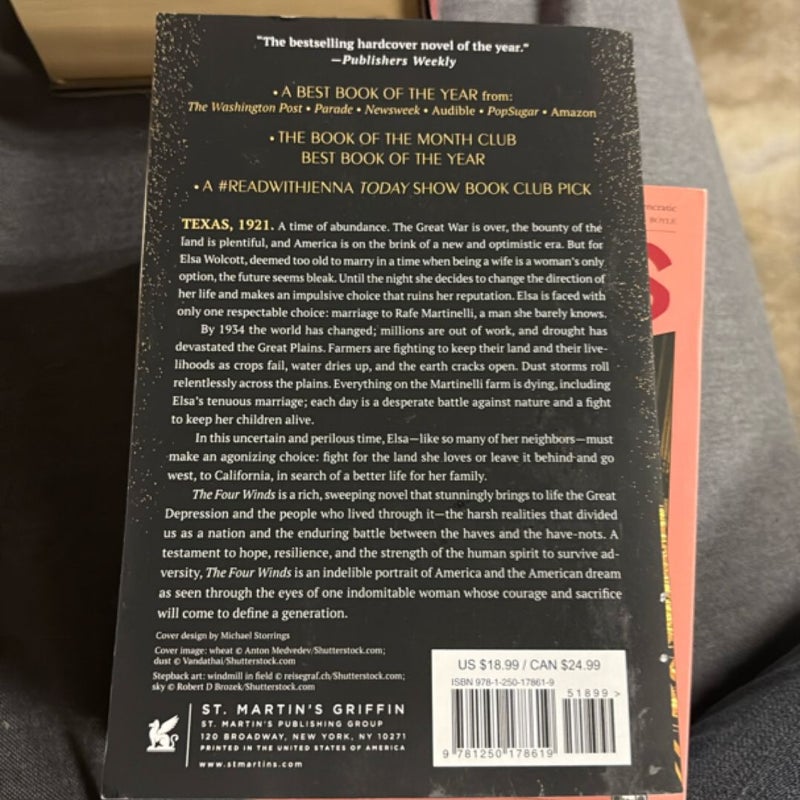 "The bestselling hardcover novel of the year."
—Publishers Weekly
• A BEST BOOK OF THE YEAR from:
The Washington Post • Parade • Newsweek • Audible • PopSugar • Amazon
• THE BOOK OF THE MONTH CLUB
BEST BOOK OF THE YEAR
• A #READWITHJENNA TODAY SHOW BOOK CLUB PICK
TEXAS, 1921. A time of abundance. The Great War is over, the bounty of the
land is plentiful, and America is on the brink of a new and optimistic era. But for
Elsa Wolcott, deemed too old to marry in a time when being a wife is a woman's only
option, the future seems bleak. Until the night she decides to change the direction of
her life and makes an impulsive choice that ruins her reputation. Elsa is faced with
only one respectable choice: marriage to Rafe Martinelli, a man she barely knows.
By 1934 the world has changed; millions are out of work, and drought has
devastated the Great Plains. Farmers are fighting to keep their land and their live-
lihoods as crops fail, water dries up, and the earth cracks open. Dust storms roll
relentlessly across the plains. Everything on the Martinelli farm is dying, including
Elsa's tenuous marriage; each day is a desperate battle against nature and a fight
to keep her children alive.
In this uncertain and perilous time, Elsa—like so many of her neighbors—must
make an agonizing choice: fight for the land she loves or leave it behind and go
west, to California, in search of a better life for her family.
The Four Winds is a rich, sweeping novel that stunningly brings to life the Great
Depression and the people who lived through it—the harsh realities that divided
us as a nation and the enduring battle between the haves and the have-nots. A
testament to hope, resilience, and the strength of the human spirit to survive ad-
versity, The Four Winds is an indelible portrait of America and the American dream
as seen through the eyes of one indomitable woman whose courage and sacrifice
will come to define a generation.
Cover design by Michael Storrings
Cover image: wheat © Anton Medvedev/Shutterstock.com;
dust © Vandathai/Shutterstock.com
Stepback art: windmill in field © reisegraf.ch/Shutterstock.com;
sky © Robert D Brozek/Shutterstock.com
ST. MARTIN'S GRIFFIN
ST. MARTIN'S PUBLISHING GROUP
120 BROADWAY, NEW YORK, NY 10271
PRINTED IN THE UNITED STATES OF AMERICA
www.stmartins.com
US $18.99 / CAN $24.99
ISBN 978-1-250-17861-9
51899 >
9 781250 178619
BOYLE
S